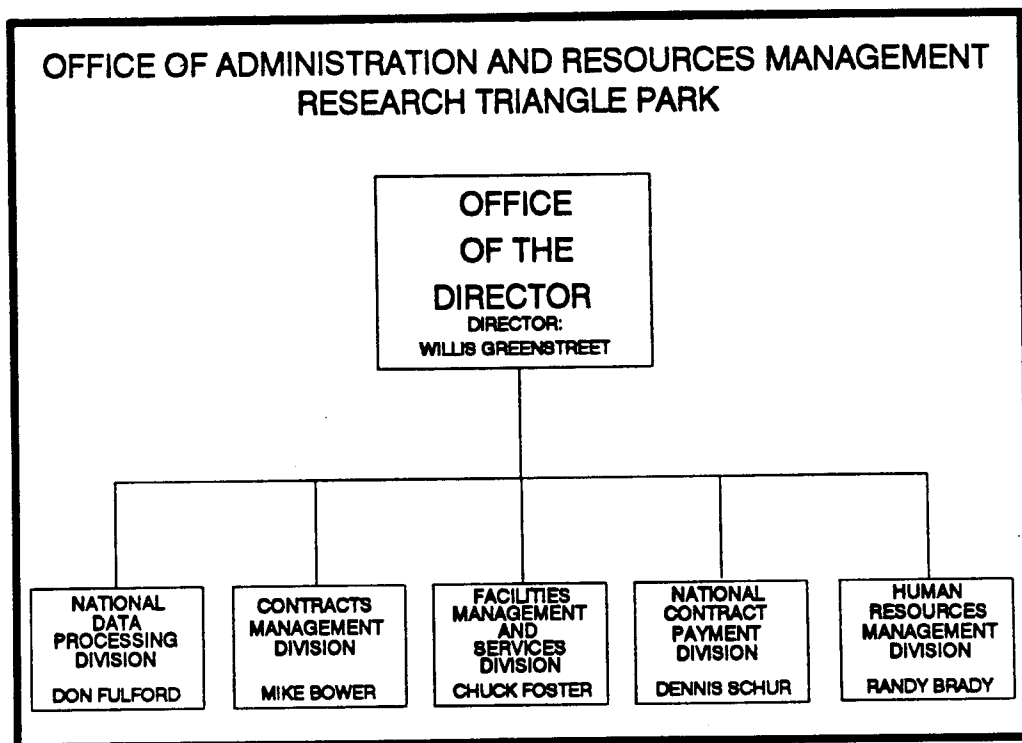 OFFICE OF ADMINISTRATION AND RESOURCES MANAGEMENT
RESEARCH TRIANGLE PARK
OFFICE
OF THE
DIRECTOR
DIRECTOR:
WILLIS GREENSTREET
NATIONAL
DATA
PROCESSING
DIVISION
DON FULFORD
CONTRACTS
MANAGEMENT
DIVISION
MIKE BOWER
FACILITIES
MANAGEMENT
AND
SERVICES
DIVISION
CHUCK FOSTER
NATIONAL
CONTRACT
PAYMENT
DIVISION
DENNIS SCHUR
HUMAN
RESOURCES
MANAGEMENT
DIVISION
RANDY BRADY